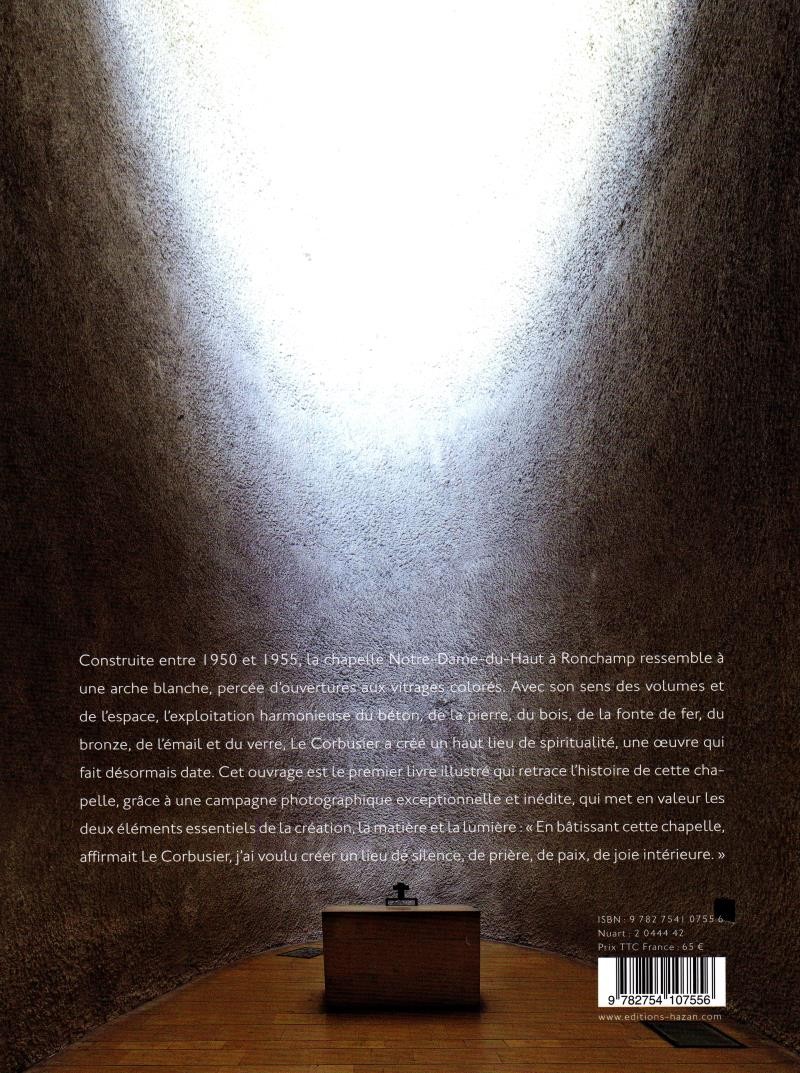 Construite entre 1950 et 1955, la chapelle Notre-Dame-du-Haut à Ronchamp ressemble à
une arche blanche, percée d'ouvertures aux vitrages colorés. Avec son sens des volumes et
de l'espace, l'exploitation harmonieuse du béton, de la pierre, du bois, de la fonte de fer, du
bronze, de l'émail et du verre, Le Corbusier a créé un haut lieu de spiritualité, une œuvre qui
fait désormais date. Cet ouvrage est le premier livre illustré qui retrace l'histoire de cette cha-
pelle, grâce à une campagne photographique exceptionnelle et inédite, qui met en valeur les
deux éléments essentiels de la création, la matière et la lumière : « En bâtissant cette chapelle,
affirmait Le Corbusier, j'ai voulu créer un lieu de silence, de prière, de paix, de joie intérieure. »
ISBN : 9 782 7541 0755 6
Nuart : 2 0444 42
Prix TTC France : 65 €
9 782754 107556
www.editions-hazan.com